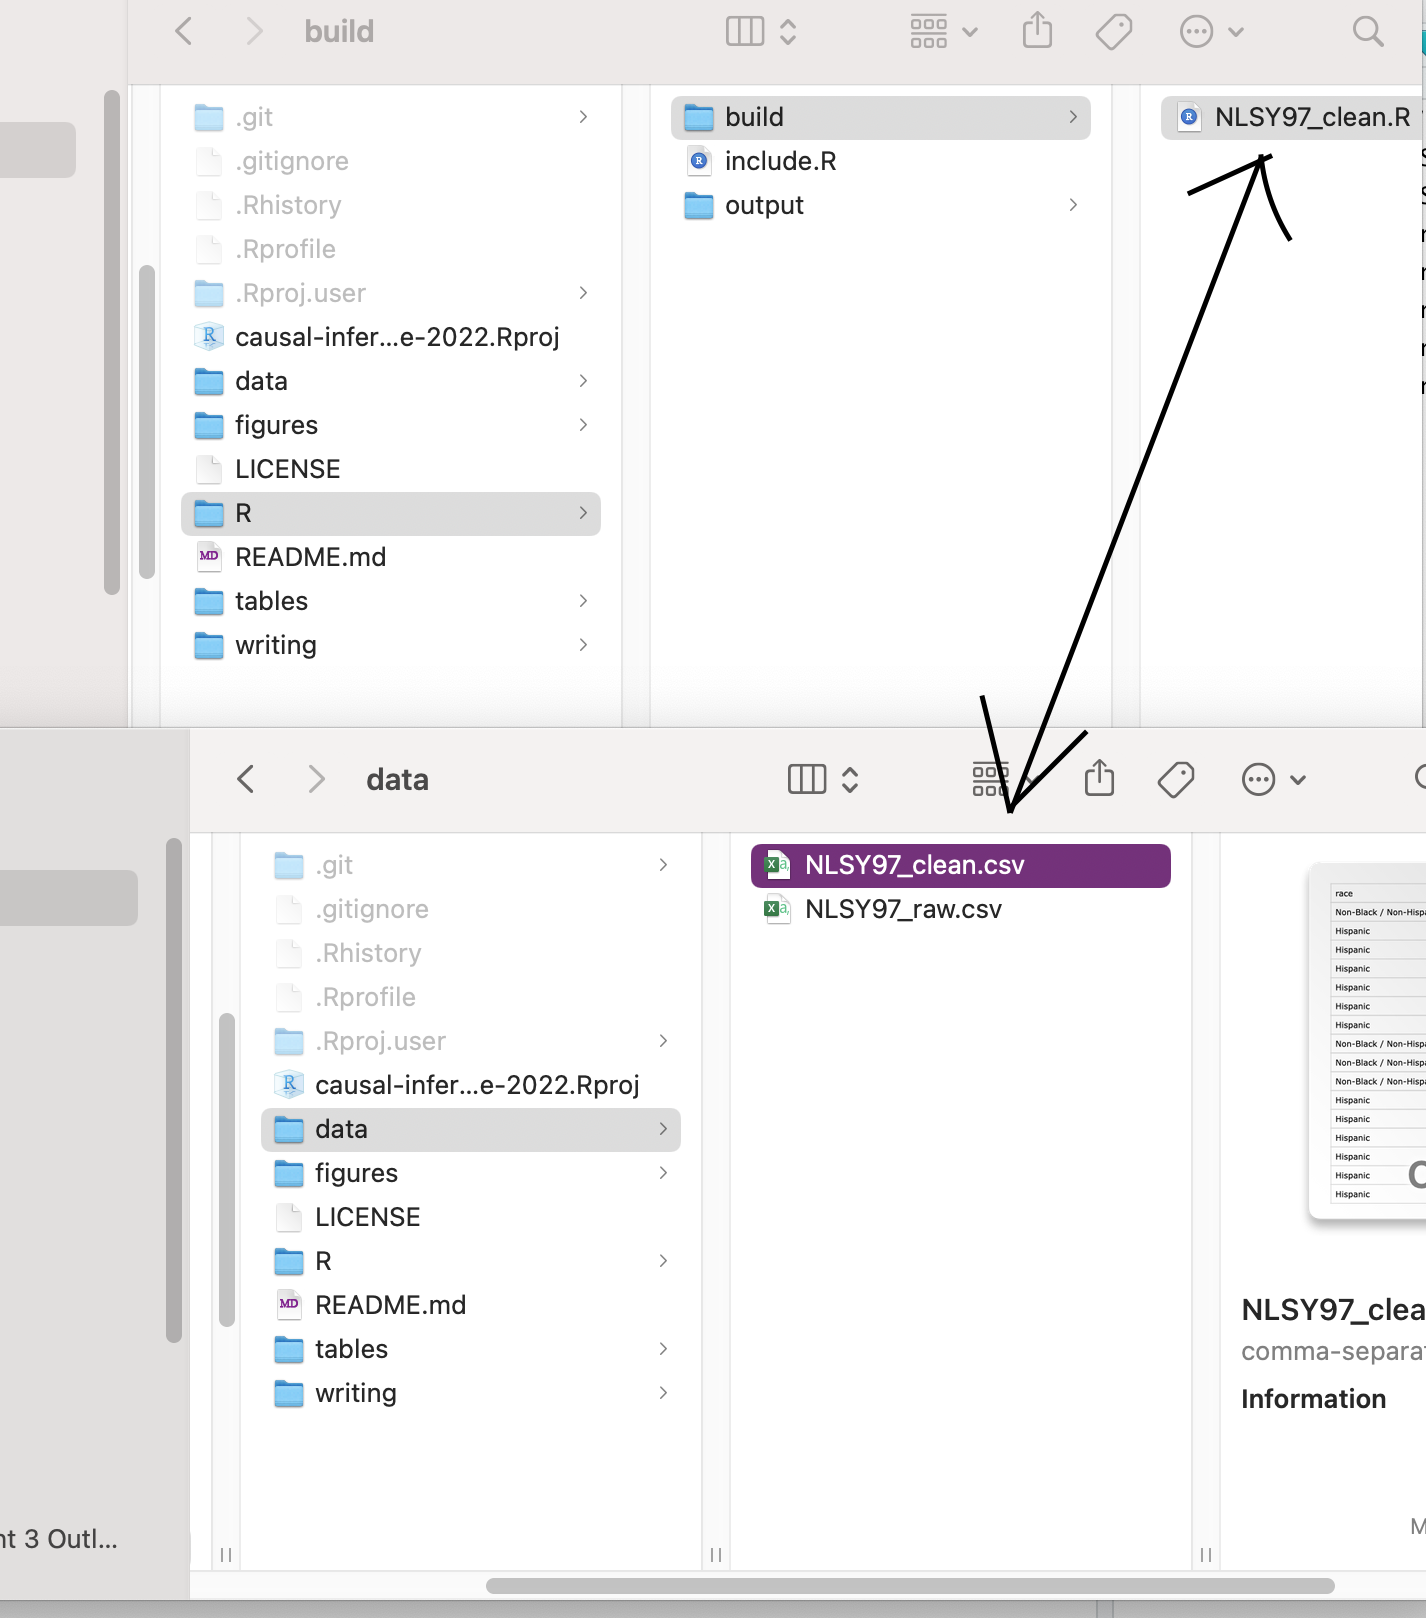 build
.git
.gitignore
.Rhistory
.Rprofile
.Rproj.user
causal-infer...e-2022.Rproj
data
figures
LICENSE
R
README.md
tables
writing
build
include.R
output
NLSY97_clean.R
data
.git
.gitignore
.Rhistory
.Rprofile
.Rproj.user
causal-infer...e-2022.Rproj
data
figures
LICENSE
R
README.md
tables
writing
NLSY97_clean.csv
NLSY97_raw.csv
race
Non-Black / Non-Hispa
Hispanic
Hispanic
Hispanic
Hispanic
Hispanic
Hispanic
Non-Black / Non-Hispa
Non-Black / Non-Hispa
Non-Black / Non-Hispa
Hispanic
Hispanic
Hispanic
Hispanic
Hispanic
Hispanic
NLSY97_clea
comma-separa
Information
nt 3 Outl...